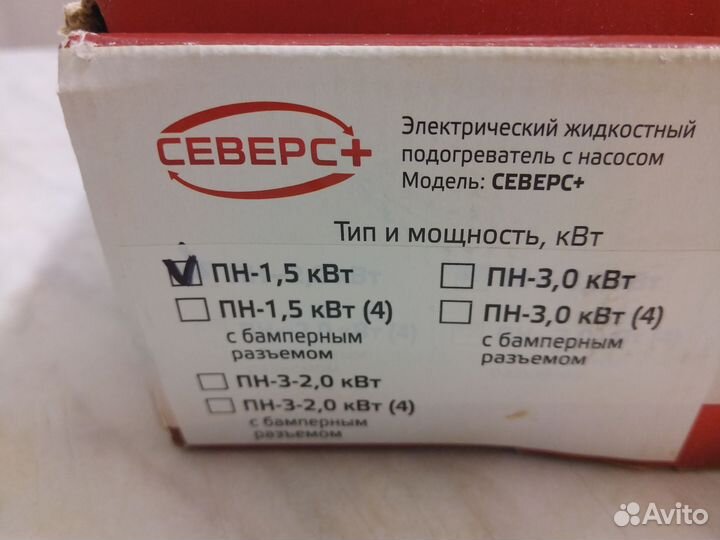 СЕВЕРС+
Электрический жидкостный
подогреватель с насосом
Модель: СЕВЕРС+
Тип и мощность, кВт
ПН-1,5 кВт
ПН-1,5 кВт (4)
с бамперным
разъемом
ПН-3-2,0 кВт
ПН-3-2,0 кВт (4)
с бамперным
разъемом
ПН-3,0 кВт
ПН-3,0 кВт (4)
с бамперным
разъемом
Avito